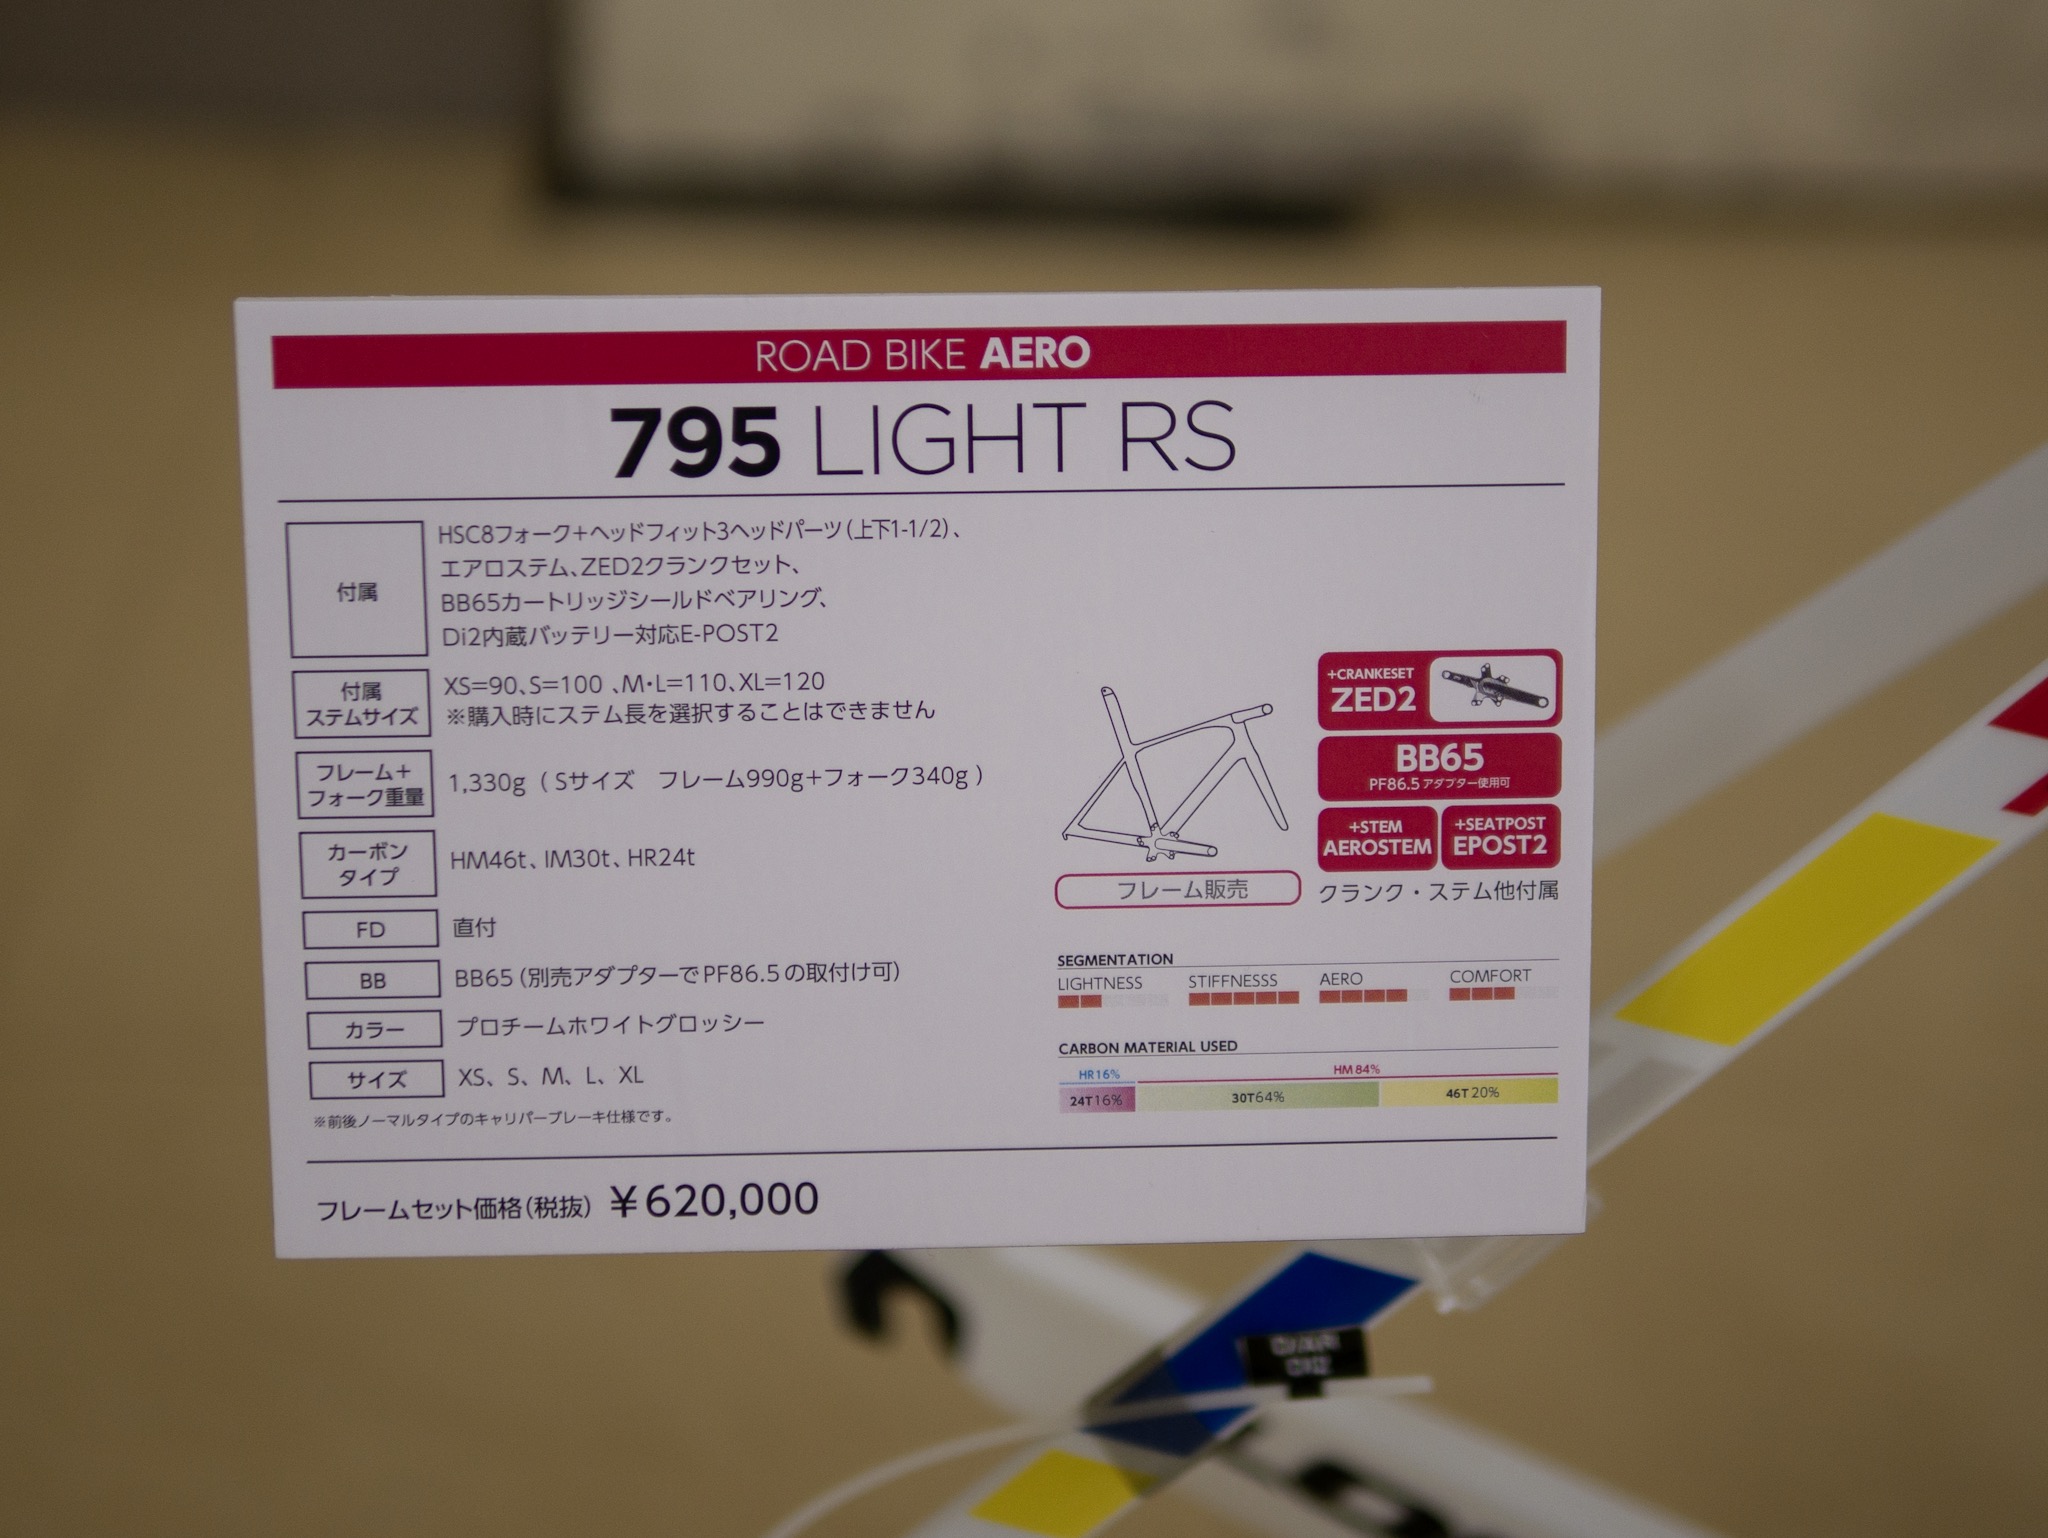 ROAD BIKE AERO
795 LIGHT RS
付属
HSC8フォーク+ヘッドフィット3ヘッドパーツ(上下1-1/2)、
エアロステム、ZED2クランクセット、
BB65カートリッジシールドベアリング、
Di2内蔵バッテリー対応E-POST2
付属
ステムサイズ
XS=90、S=100 、M・L=110、XL=120
※購入時にステム長を選択することはできません
フレーム+
フォーク重量
1,330g ( Sサイズ フレーム990g+フォーク340g )
カーボン
タイプ
HM46t、IM30t、HR24t
FD
直付
BB
BB65 (別売アダプターでPF86.5の取付け可)
カラー
プロチームホワイトグロッシー
サイズ
XS、S、M、L、XL
※前後ノーマルタイプのキャリパーブレーキ仕様です。
フレーム販売
+CRANKESET
ZED2
BB65
PF86.5アダプター使用可
+STEM
AEROSTEM
+SEATPOST
EPOST2
クランク・ステム他付属
SEGMENTATION
LIGHTNESS STIFFNESSS AERO COMFORT
CARBON MATERIAL USED
HR16% HM84%
24T16% 30T64% 46T20%
フレームセット価格(税抜) ¥620,000